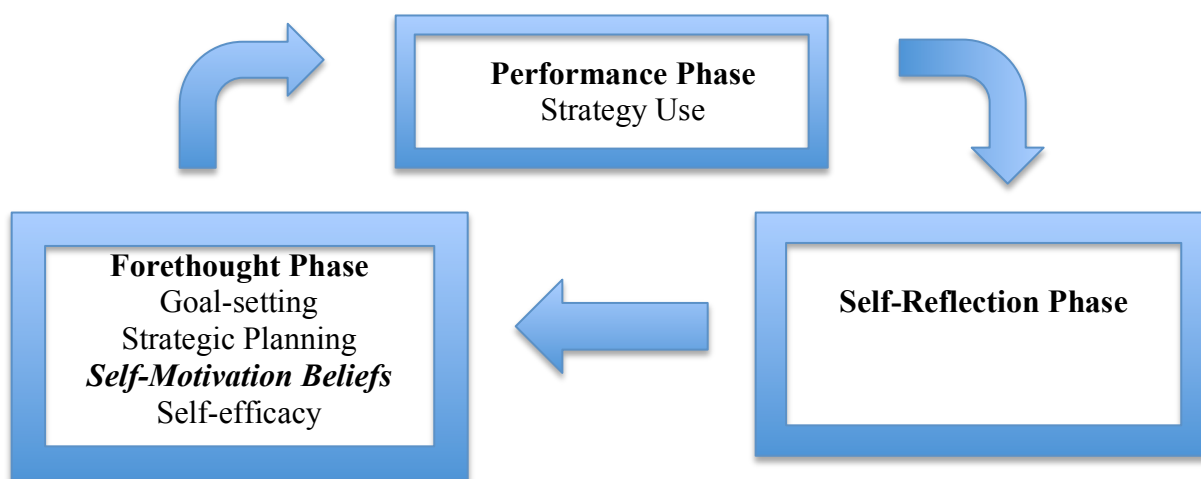 Performance Phase
Strategy Use
Forethought Phase
Goal-setting
Strategic Planning
Self-Motivation Beliefs
Self-efficacy
Self-Reflection Phase